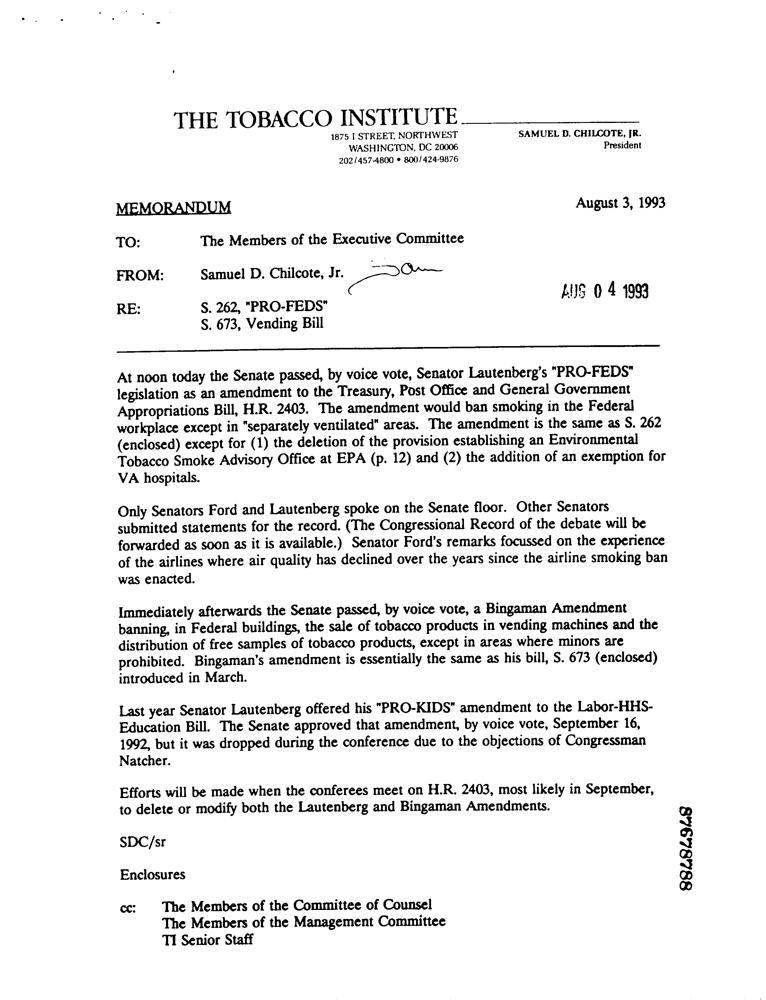 THE TOBACCO INSTITUTE
1875 I STREET, NORTHWEST
WASHINGTON, DC 20006
202/457-4800 • 800/424-9876
SAMUEL D. CHILCOTE, JR.
President
MEMORANDUM
August 3, 1993
TO: The Members of the Executive Committee
FROM: Samuel D. Chilcote, Jr. Sam
AUG 04 1993
RE: S. 262, "PRO-FEDS"
S. 673, Vending Bill
At noon today the Senate passed, by voice vote, Senator Lautenberg's "PRO-FEDS"
legislation as an amendment to the Treasury, Post Office and General Government
Appropriations Bill, H.R. 2403. The amendment would ban smoking in the Federal
workplace except in "separately ventilated" areas. The amendment is the same as S. 262
(enclosed) except for (1) the deletion of the provision establishing an Environmental
Tobacco Smoke Advisory Office at EPA (p. 12) and (2) the addition of an exemption for
VA hospitals.
Only Senators Ford and Lautenberg spoke on the Senate floor. Other Senators
submitted statements for the record. (The Congressional Record of the debate will be
forwarded as soon as it is available.) Senator Ford's remarks focussed on the experience
of the airlines where air quality has declined over the years since the airline smoking ban
was enacted.
Immediately afterwards the Senate passed, by voice vote, a Bingaman Amendment
banning, in Federal buildings, the sale of tobacco products in vending machines and the
distribution of free samples of tobacco products, except in areas where minors are
prohibited. Bingaman's amendment is essentially the same as his bill, S. 673 (enclosed)
introduced in March.
Last year Senator Lautenberg offered his "PRO-KIDS" amendment to the Labor-HHS-
Education Bill. The Senate approved that amendment, by voice vote, September 16,
1992, but it was dropped during the conference due to the objections of Congressman
Natcher.
Efforts will be made when the conferees meet on H.R. 2403, most likely in September,
to delete or modify both the Lautenberg and Bingaman Amendments.
SDC/sr
Enclosures
cc: The Members of the Committee of Counsel
The Members of the Management Committee
TI Senior Staff
87678788